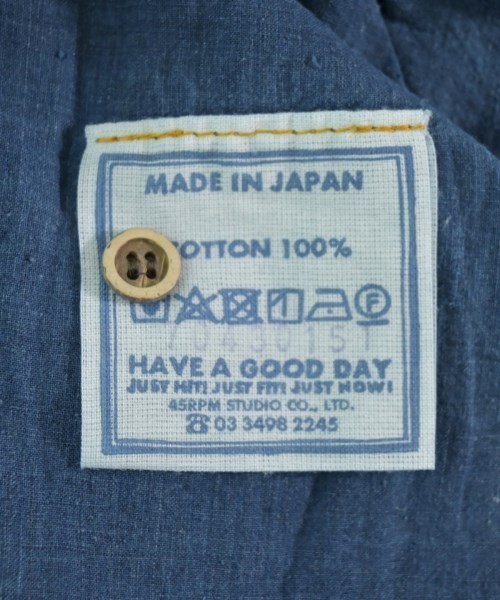 MADE IN JAPAN
COTTON 100%
F
70430151
HAVE A GOOD DAY
JUST HIT! JUST FIT! JUST NOW!
45RPM STUDIO CO., LTD.
☎ 03 3498 2245